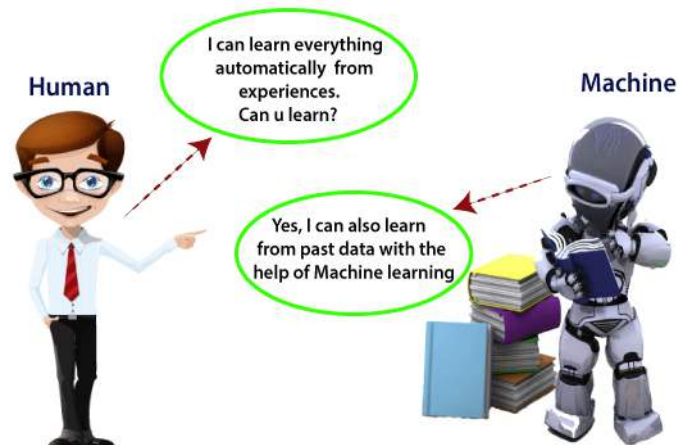 Human
I can learn everything
automatically from
experiences.
Can u learn?
Machine
Yes, I can also learn
from past data with the
help of Machine learning